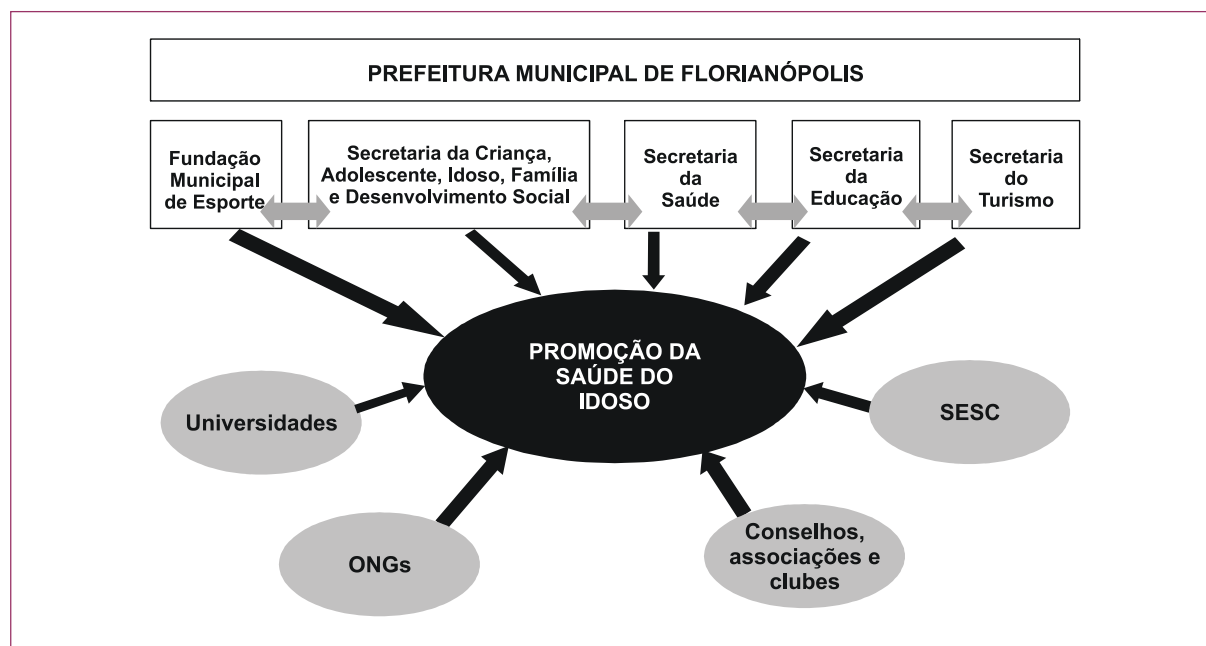 PREFEITURA MUNICIPAL DE FLORIANÓPOLIS
Fundação
Municipal
de Esporte
Secretaria da Criança,
Adolescente, Idoso, Família
e Desenvolvimento Social
Secretaria
da
Saúde
Secretaria
da
Educação
Secretaria
do
Turismo
PROMOÇÃO DA
SAÚDE DO
IDOSO
Universidades
SESC
ONGs
Conselhos,
associações e
clubes